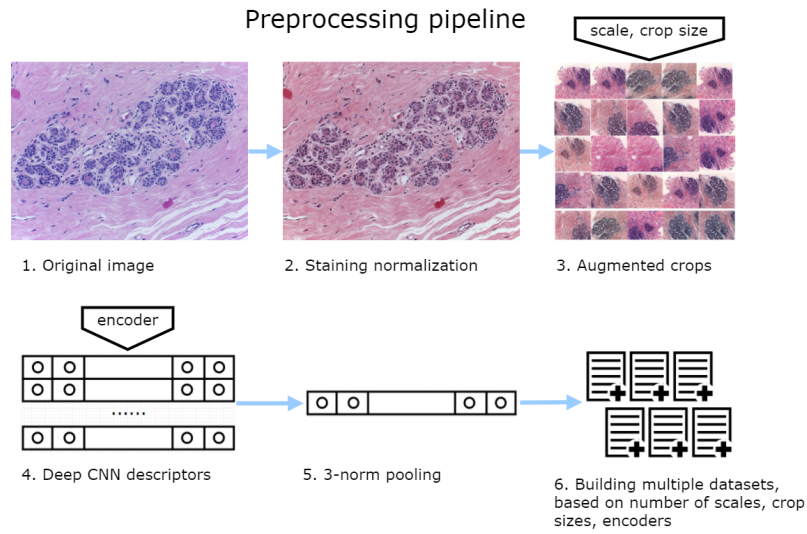 Preprocessing pipeline
scale, crop size
1. Original image
2. Staining normalization
3. Augmented crops
encoder
......
4. Deep CNN descriptors
5. 3-norm pooling
6. Building multiple datasets,
based on number of scales, crop
sizes, encoders